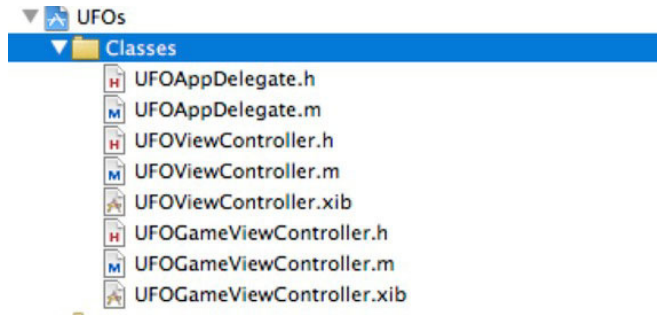 UFOs
Classes
H UFOAppDelegate.h
M UFOAppDelegate.m
H UFOViewController.h
M UFOViewController.m
UFOViewController.xib
H UFOGameViewController.h
M UFOGameViewController.m
UFOGameViewController.xib